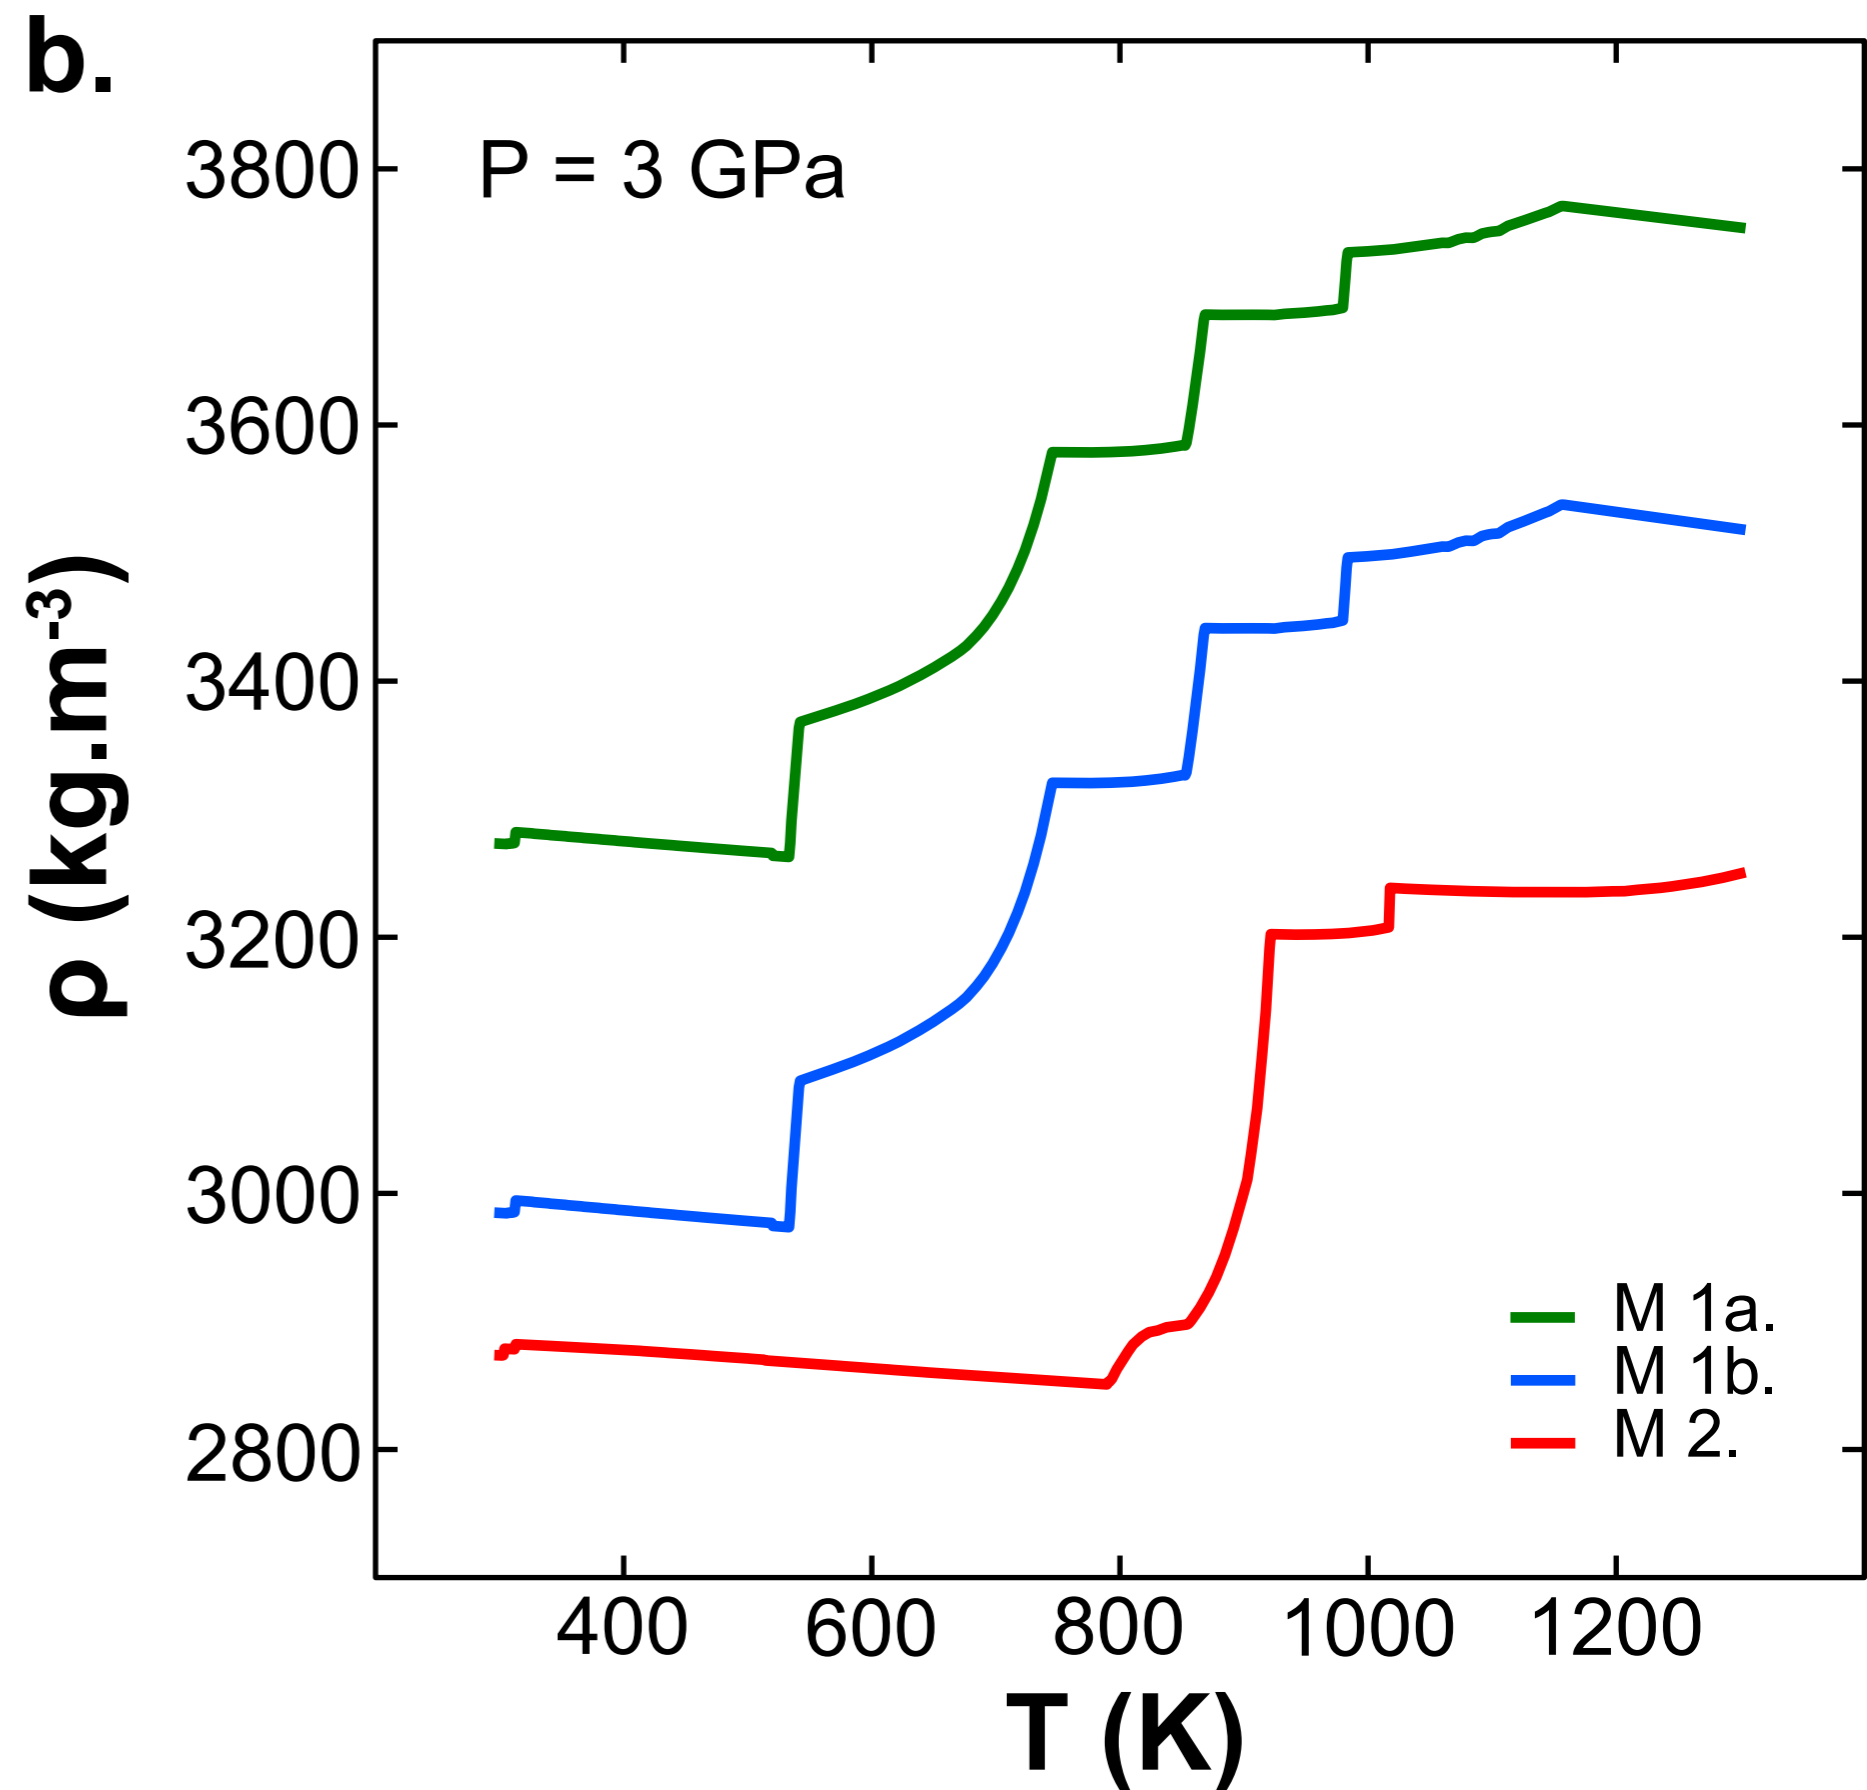 b.
P = 3 GPa
3800
3600
3400
3200
3000
2800
ρ (kg.m⁻³)
M 1a.
M 1b.
M 2.
400 600 800 1000 1200
T (K)